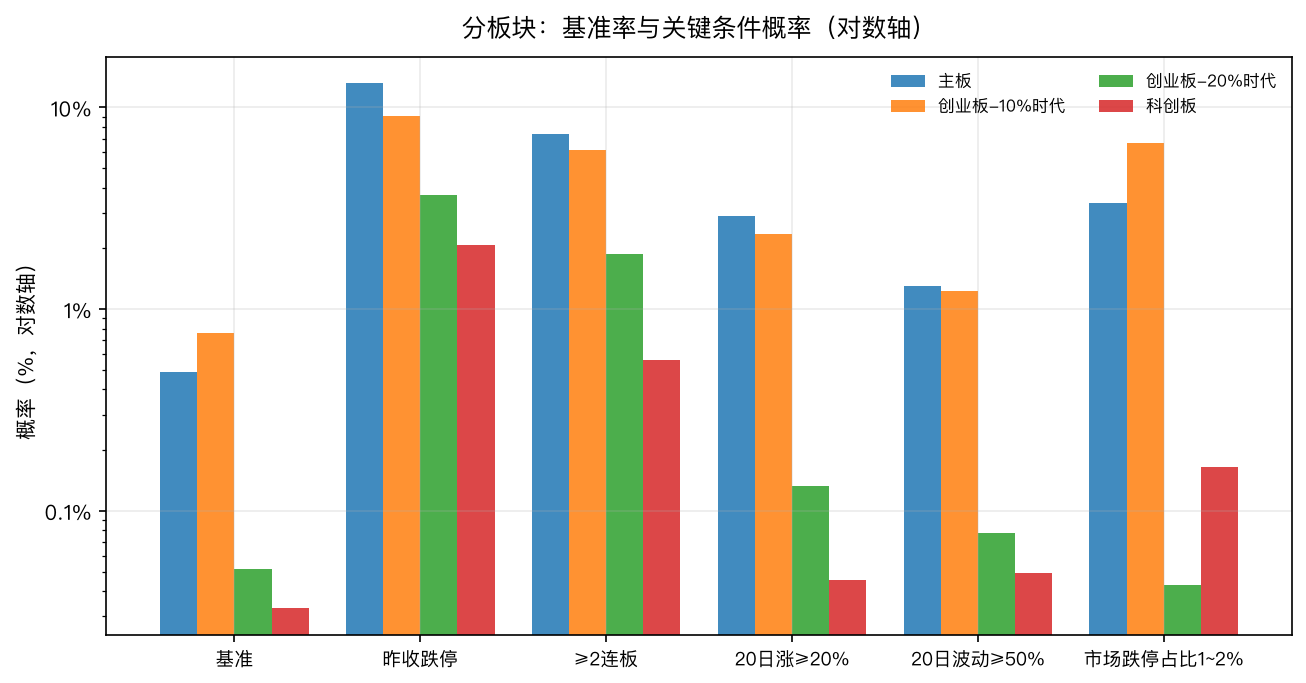 分板块：基准率与关键条件概率（对数轴）
主板
创业板-10%时代
创业板-20%时代
科创板
概率（%，对数轴）
10%
1%
0.1%
基准
昨收跌停
≥2连板
20日涨≥20%
20日波动≥50%
市场跌停占比1~2%